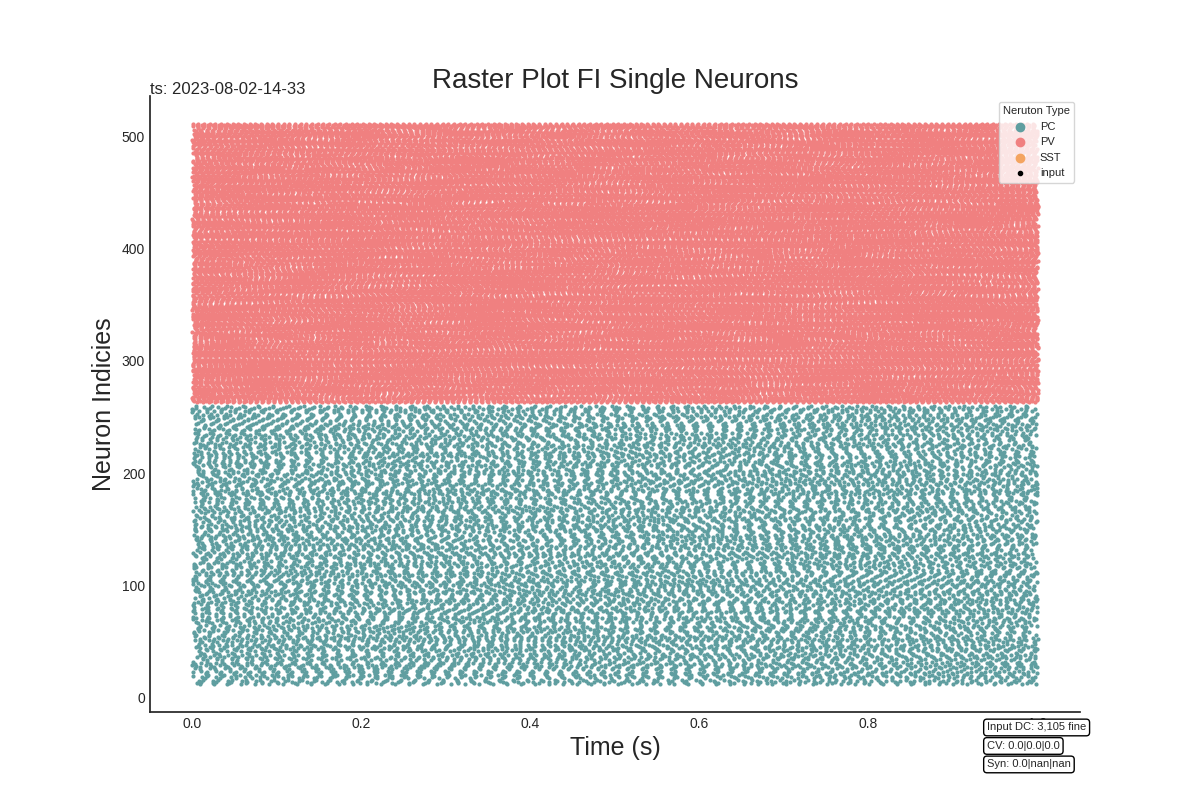 Raster Plot FI Single Neurons
ts: 2023-08-02-14-33
Neruton Type
PC
PV
SST
input
500
400
300
200
100
0
Neuron Indicies
0.0
0.2
0.4
0.6
0.8
Time (s)
Input DC: 3,105 fine
CV: 0.0|0.0|0.0
Syn: 0.0|nan|nan